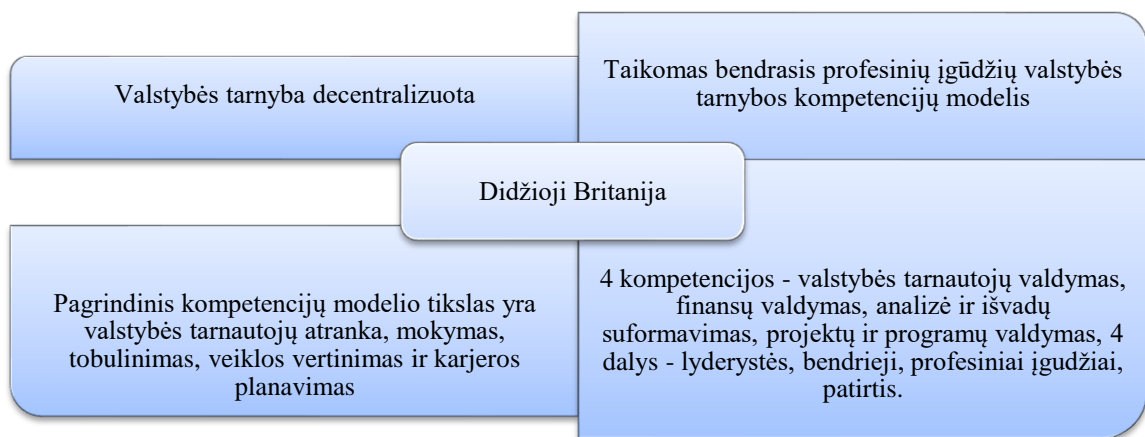 Valstybės tarnyba decentralizuota
Taikomas bendrasis profesinių įgūdžių valstybės
tarnybos kompetencijų modelis
Didžioji Britanija
Pagrindinis kompetencijų modelio tikslas yra
valstybės tarnautojų atranka, mokymas,
tobulinimas, veiklos vertinimas ir karjeros
planavimas
4 kompetencijos - valstybės tarnautojų valdymas,
finansų valdymas, analizė ir išvadų
suformavimas, projektų ir programų valdymas, 4
dalys - lyderystės, bendrieji, profesiniai įgudžiai,
patirtis.